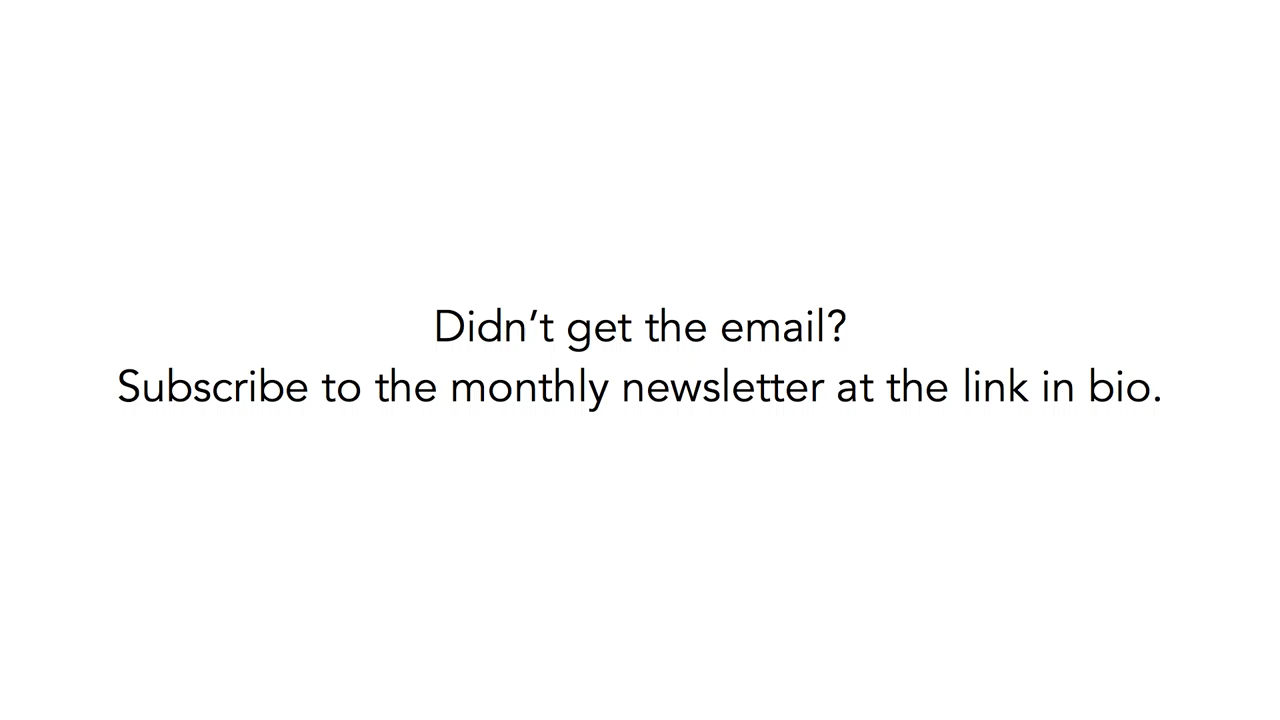 Didn’t get the email?
Subscribe to the monthly newsletter at the link in bio.